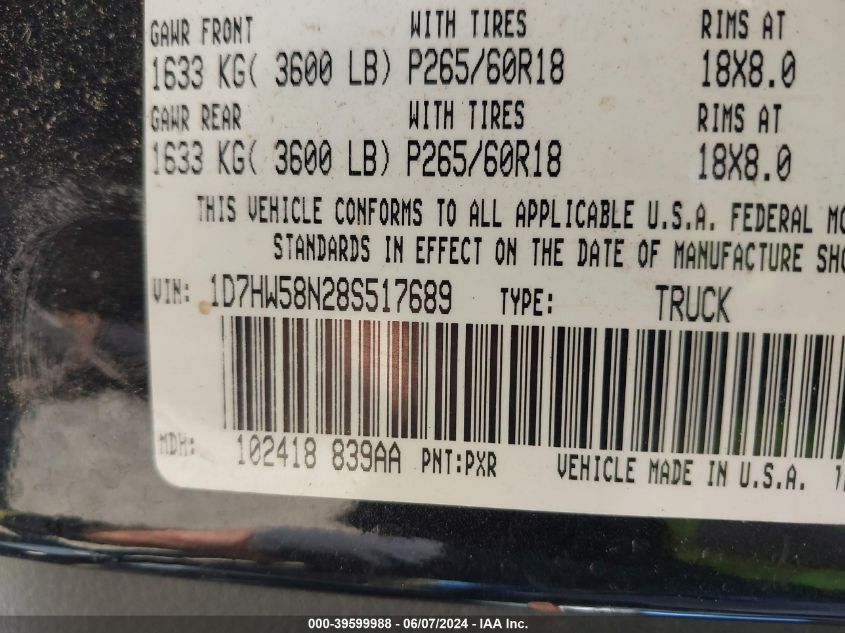 GAWR FRONT WITH TIRES RIMS AT
1633 KG( 3600 LB) P265/60R18 18X8.0
GAWR REAR WITH TIRES RIMS AT
1633 KG( 3600 LB) P265/60R18 18X8.0
THIS VEHICLE CONFORMS TO ALL APPLICABLE U.S.A. FEDERAL MO
STANDARDS IN EFFECT ON THE DATE OF MANUFACTURE SHO
VIN: 1D7HW58N28S517689 TYPE: TRUCK
MDH: 102418 839AA PNT:PXR VEHICLE MADE IN U.S.A.
000-39599988 - 06/07/2024 - IAA Inc.